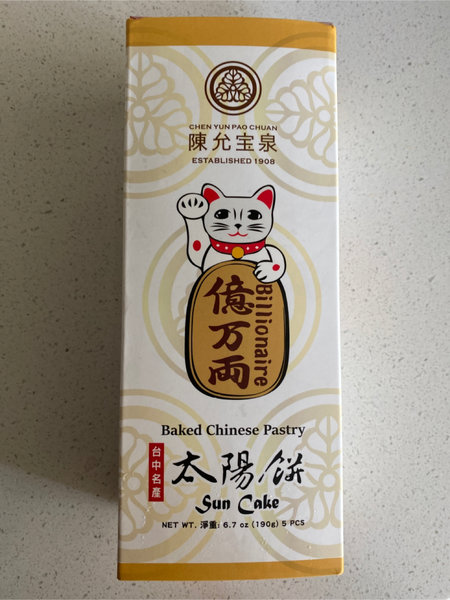 CHEN YUN PAO CHUAN
陳允宝泉
ESTABLISHED 1908
億万両
Billionaire
Baked Chinese Pastry
台中名產
太陽餅
Sun Cake
NET WT. 淨重: 6.7 oz (190g) 5 PCS